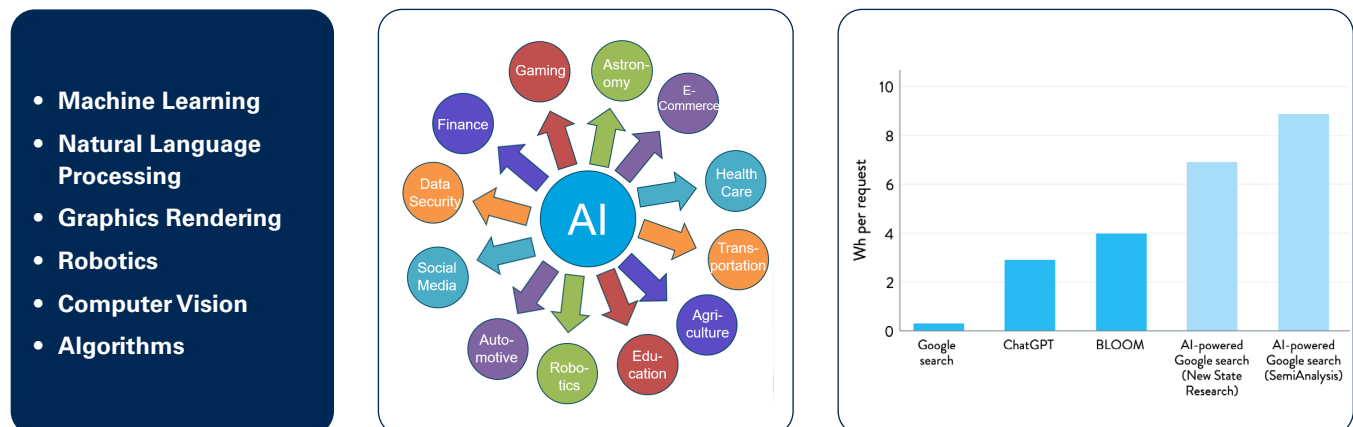 • Machine Learning
• Natural Language
Processing
• Graphics Rendering
• Robotics
• Computer Vision
• Algorithms
Gaming
Astron-
omy
E-
Commerce
Finance
Health
Care
Data
Security
AI
Trans-
portation
Social
Media
Agri-
culture
Auto-
motive
Robo-
tics
Edu-
cation
Wh per request
10
8
6
4
2
0
Google
search
ChatGPT
BLOOM
AI-powered
Google search
(New State
Research)
AI-powered
Google search
(SemiAnalysis)